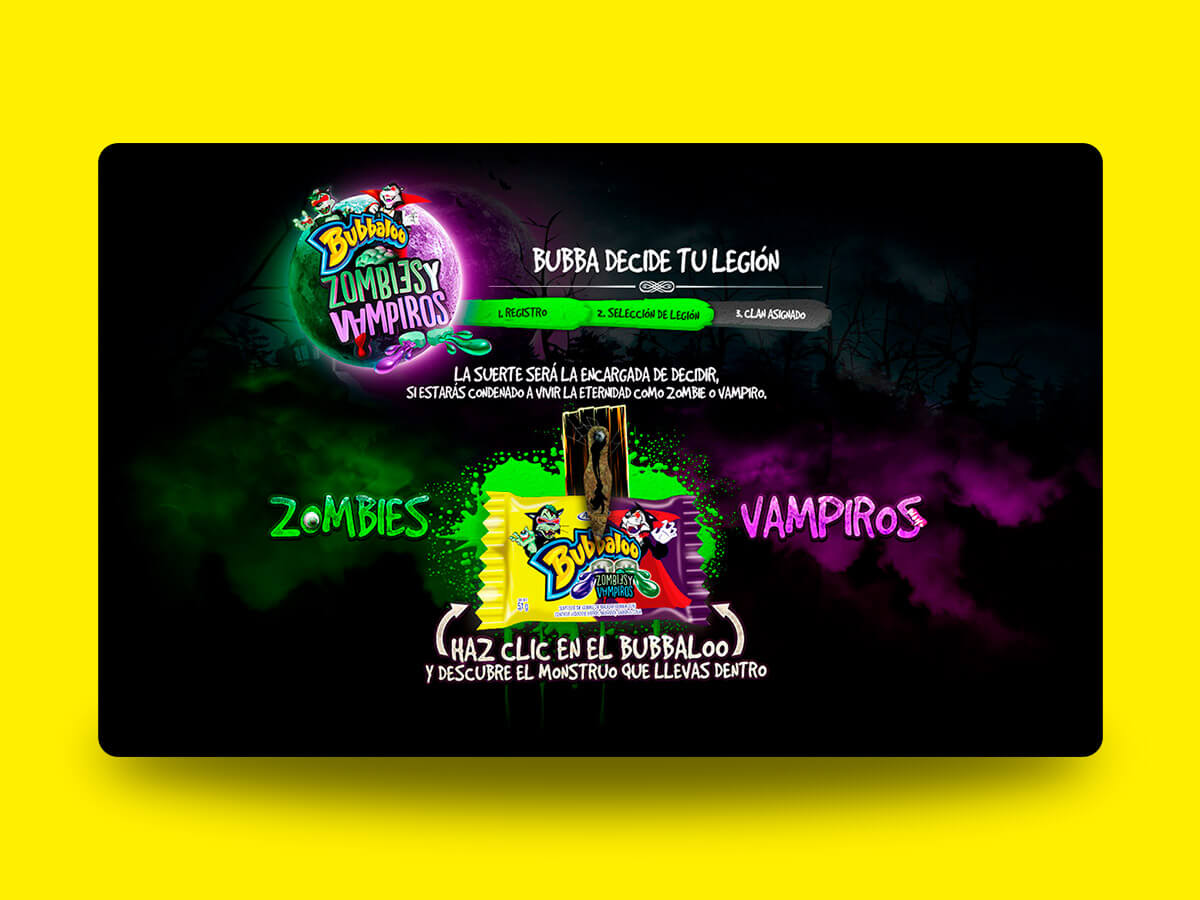 Bubbaloo
ZOMBIES Y
VAMPIROS
BUBBA DECIDE TU LEGIÓN
1. REGISTRO
2. SELECCIÓN DE LEGIÓN
3. CLAN ASIGNADO
LA SUERTE SERÁ LA ENCARGADA DE DECIDIR,
SI ESTARÁS CONDENADO A VIVIR LA ETERNIDAD COMO ZOMBIE O VAMPIRO.
ZOMBIES
VAMPIROS
Bubbaloo
ZOMBIES Y
VAMPIROS
HAZ CLIC EN EL BUBBALOO
Y DESCUBRE EL MONSTRUO QUE LLEVAS DENTRO